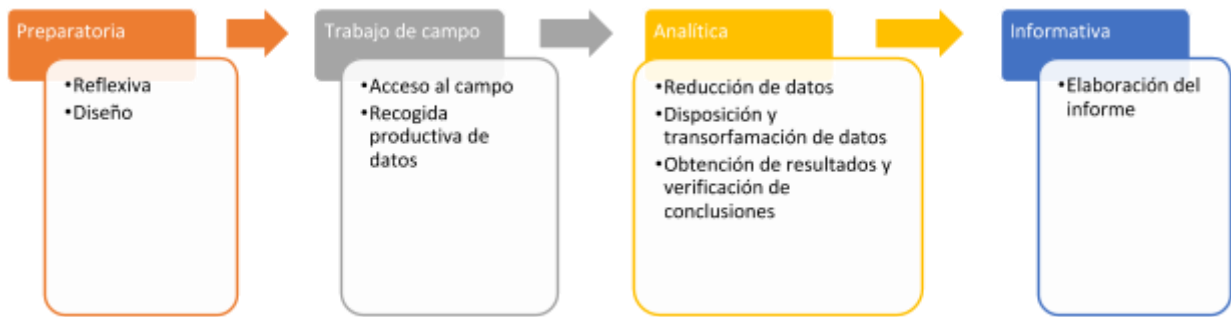 Preparatoria
•Reflexiva
•Diseño
Trabajo de campo
•Acceso al campo
•Recogida
productiva de
datos
Analítica
•Reducción de datos
•Disposición y
transorfamación de datos
•Obtención de resultados y
verificación de
conclusiones
Informativa
•Elaboración del
informe